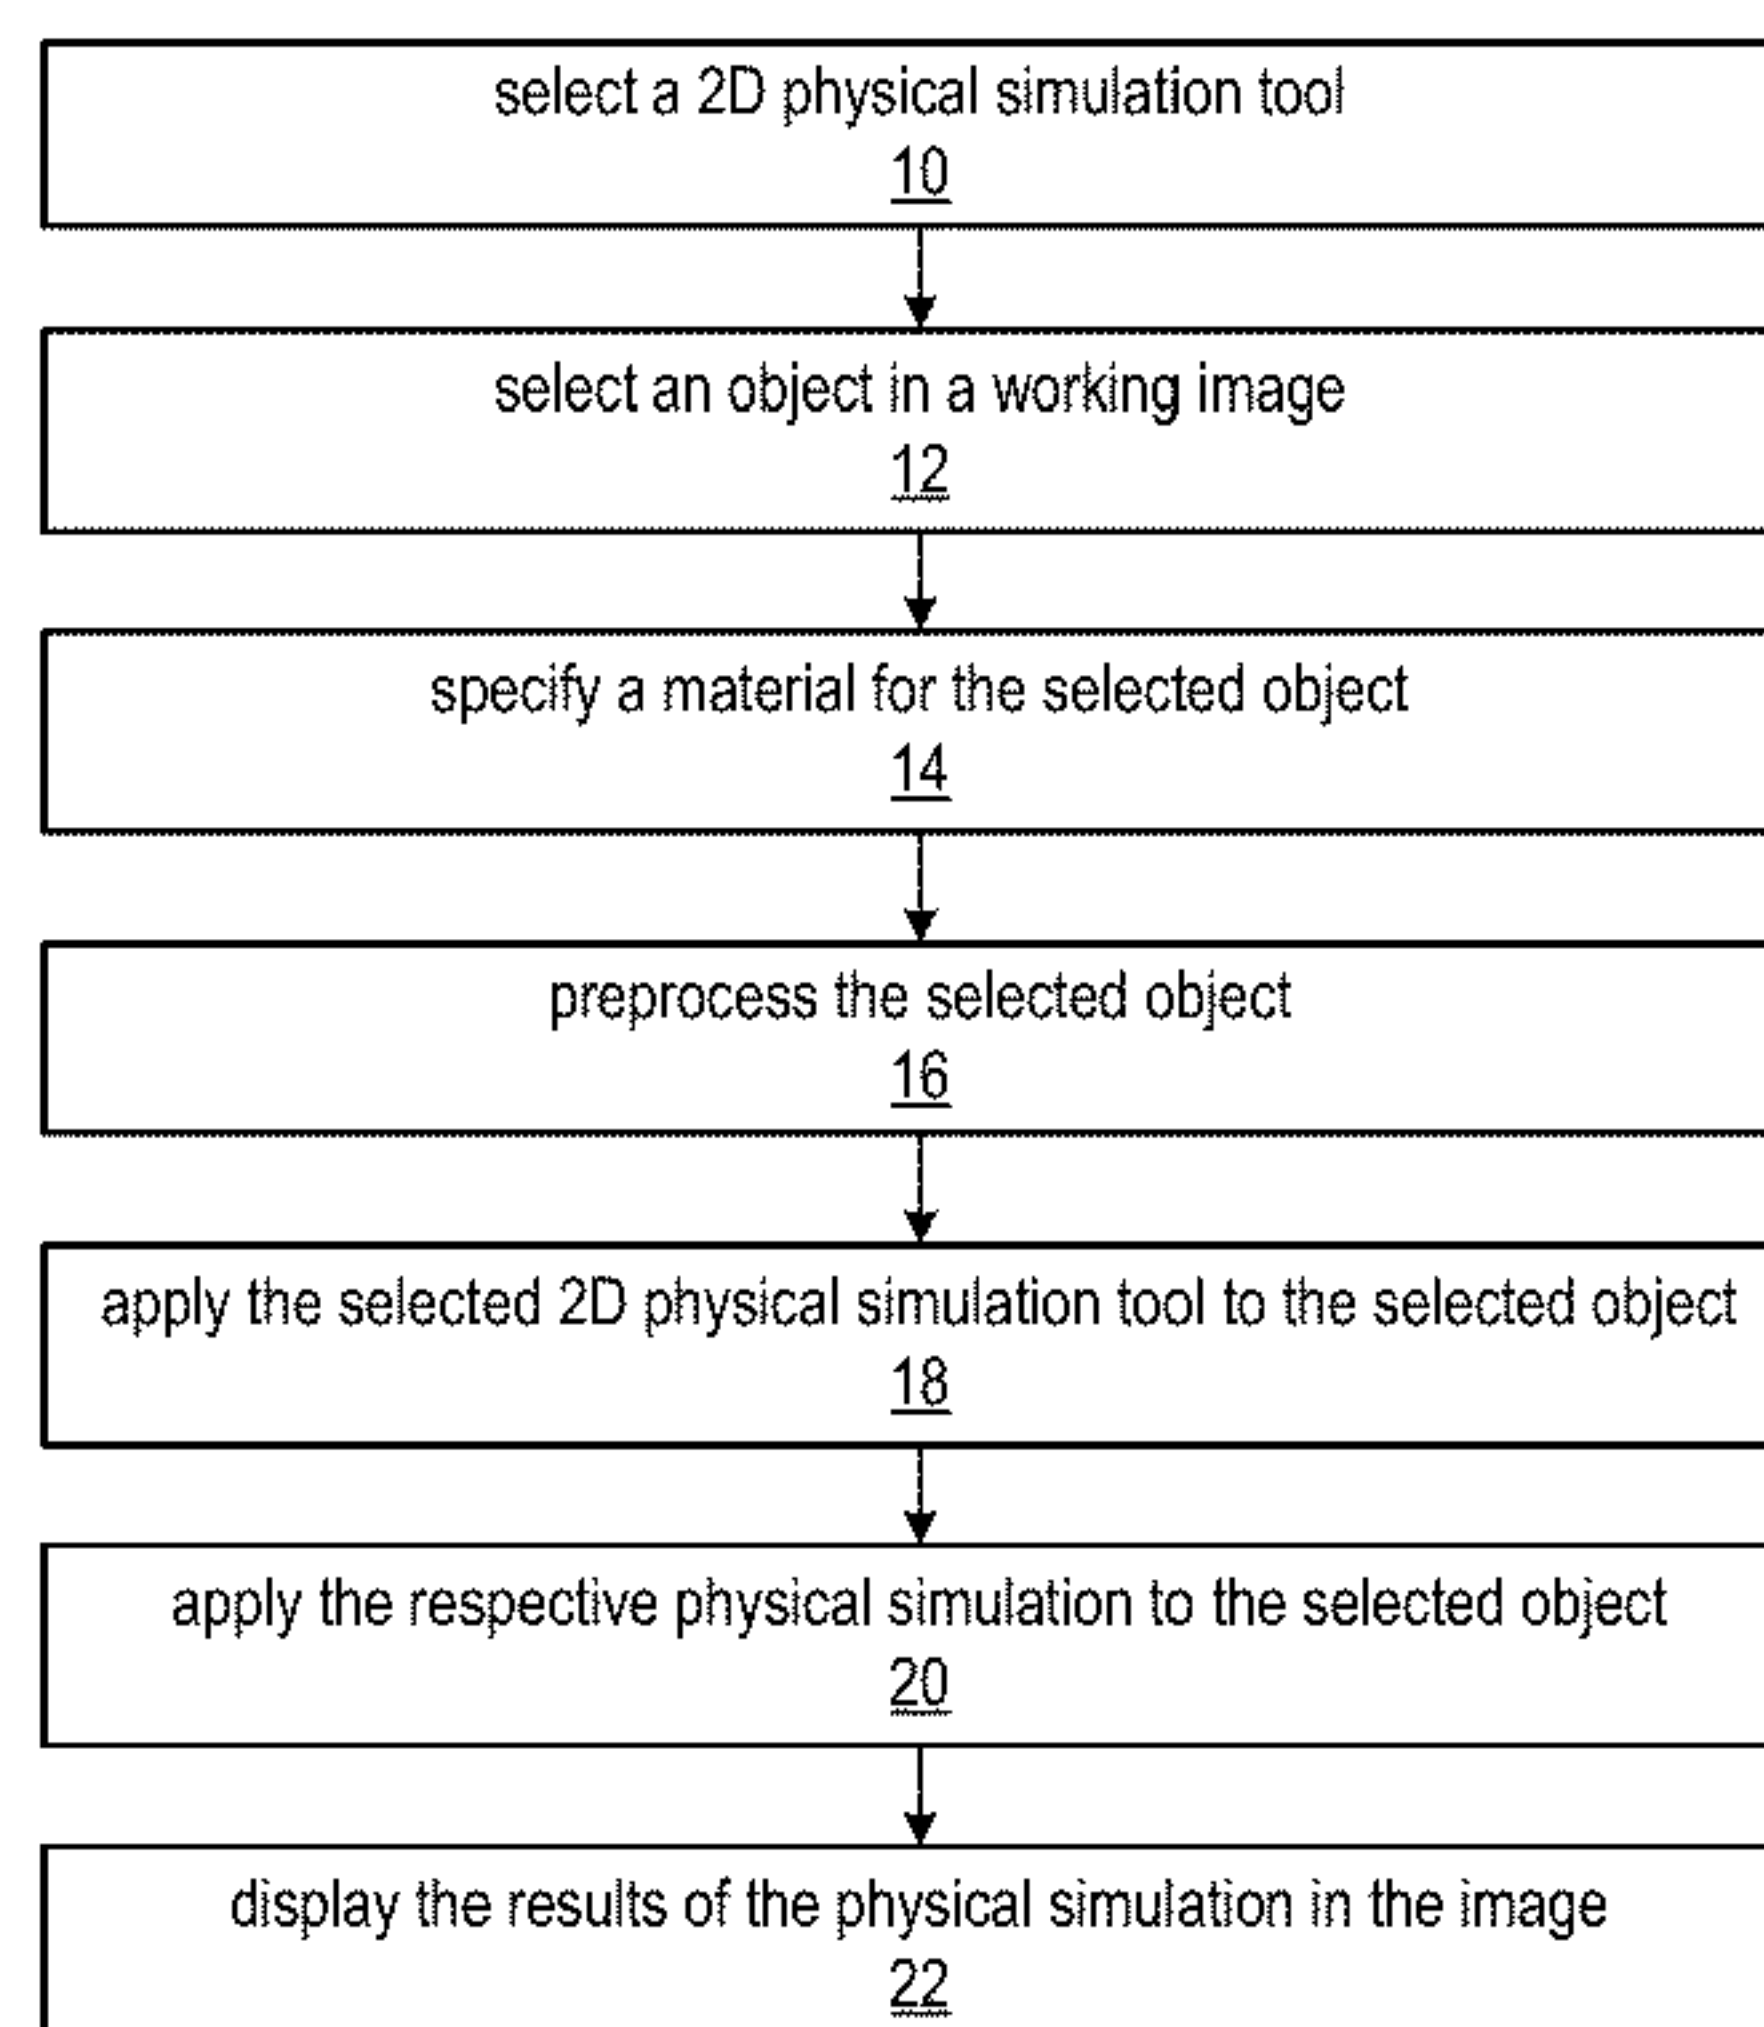 select a 2D physical simulation tool
10
select an object in a working image
12
specify a material for the selected object
14
preprocess the selected object
16
apply the selected 2D physical simulation tool to the selected object
18
apply the respective physical simulation to the selected object
20
display the results of the physical simulation in the image
22